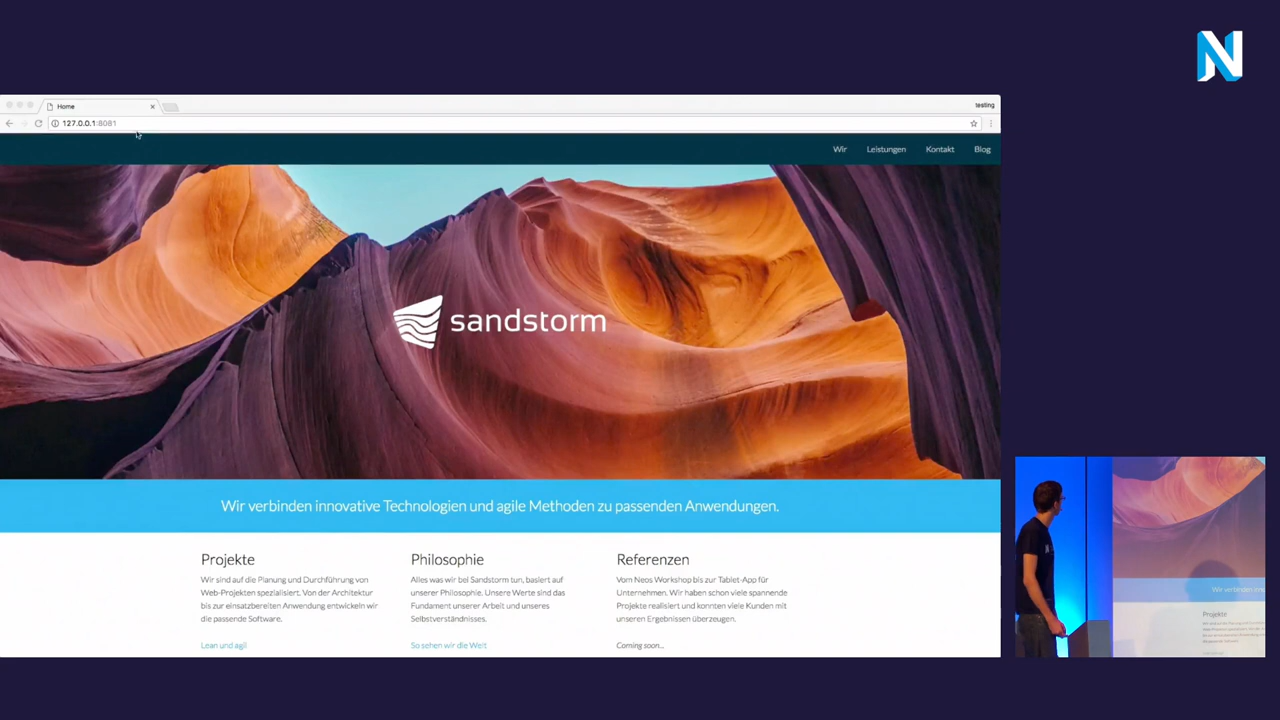 N
Home
testing
127.0.0.1:8081
Wir Leistungen Kontakt Blog
sandstorm
Wir verbinden innovative Technologien und agile Methoden zu passenden Anwendungen.
Projekte
Wir sind auf die Planung und Durchführung von
Web-Projekten spezialisiert. Von der Architektur
bis zur einsatzbereiten Anwendung entwickeln wir
die passende Software.
Lean und agil
Philosophie
Alles was wir bei Sandstorm tun, basiert auf
unserer Philosophie. Unsere Werte sind das
Fundament unserer Arbeit und unseres
Selbstverständnisses.
So sehen wir die Welt
Referenzen
Vom Neos Workshop bis zur Tablet-App für
Unternehmen. Wir haben schon viele spannende
Projekte realisiert und konnten viele Kunden mit
unseren Ergebnissen überzeugen.
Coming soon...
Wir verbinden inno
Projekte